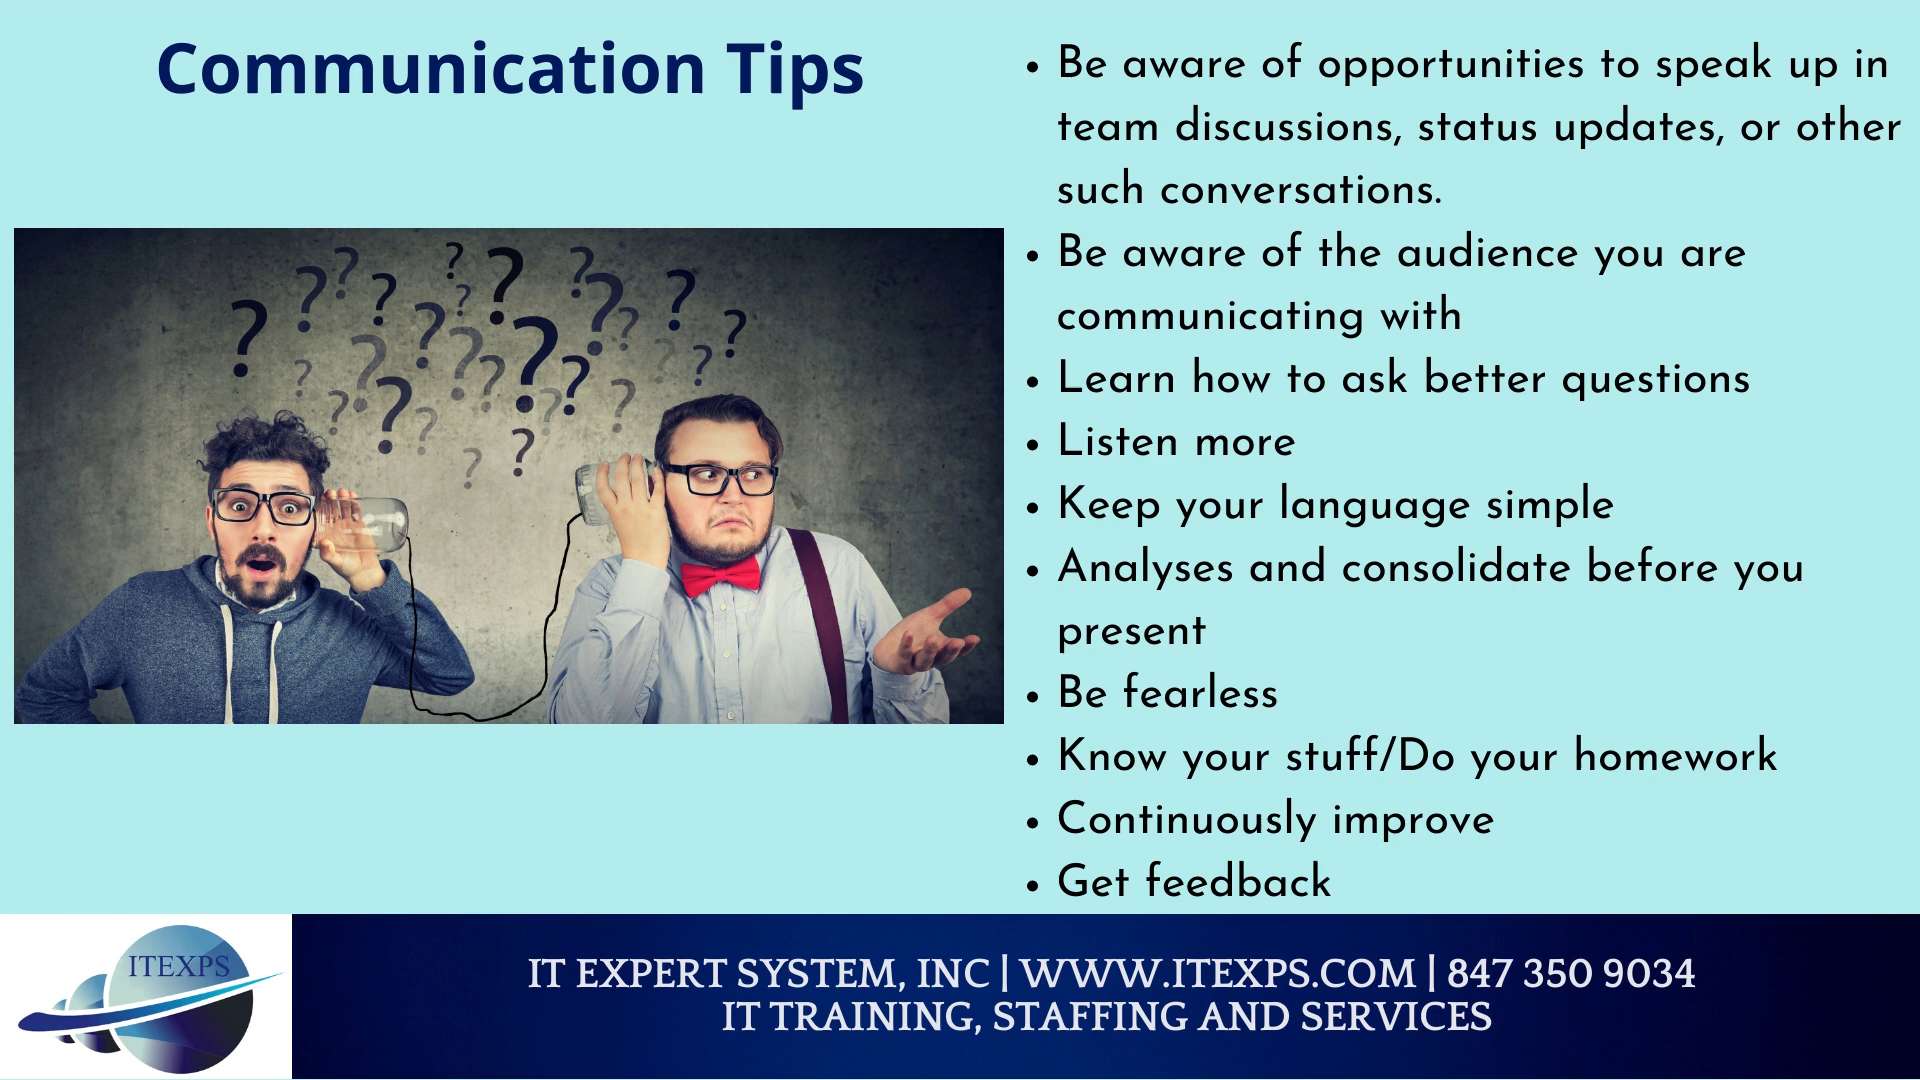 Communication Tips
• Be aware of opportunities to speak up in
team discussions, status updates, or other
such conversations.
• Be aware of the audience you are
communicating with
• Learn how to ask better questions
• Listen more
• Keep your language simple
• Analyses and consolidate before you
present
• Be fearless
• Know your stuff/Do your homework
• Continuously improve
• Get feedback
? ? ? ? ? ? ? ? ? ? ? ? ? ? ? ? ? ? ? ? ? ? ? ? ? ?
ITEXPS
IT EXPERT SYSTEM, INC | WWW.ITEXPS.COM | 847 350 9034
IT TRAINING, STAFFING AND SERVICES